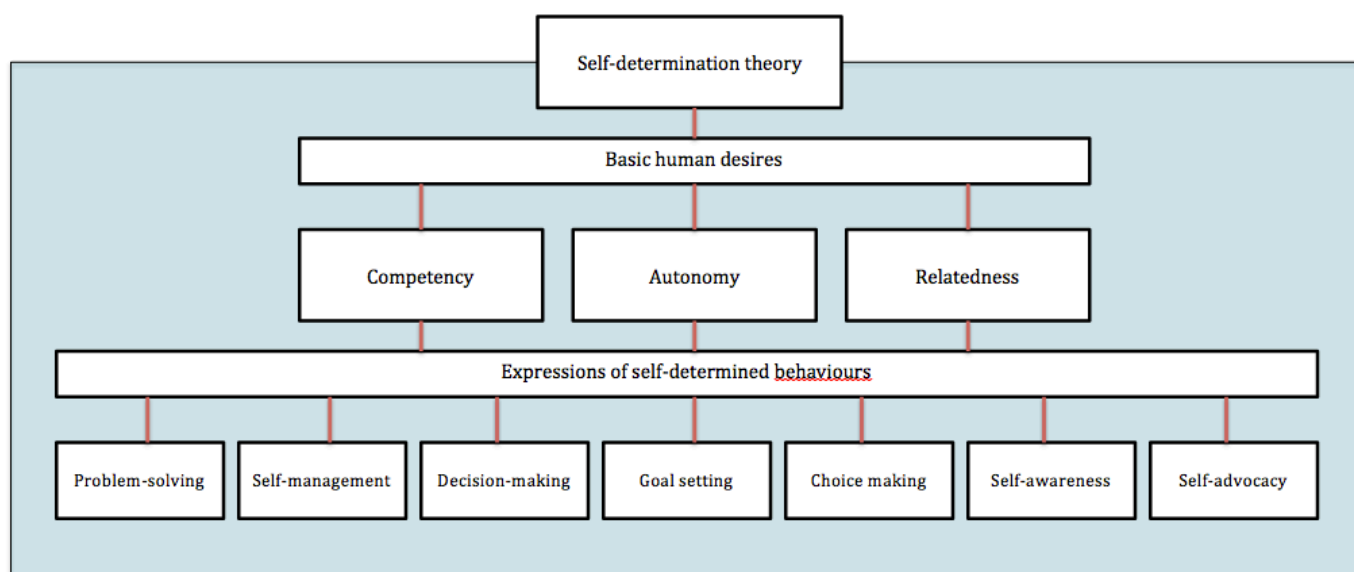 Self-determination theory
Basic human desires
Competency
Autonomy
Relatedness
Expressions of self-determined behaviours
Problem-solving
Self-management
Decision-making
Goal setting
Choice making
Self-awareness
Self-advocacy